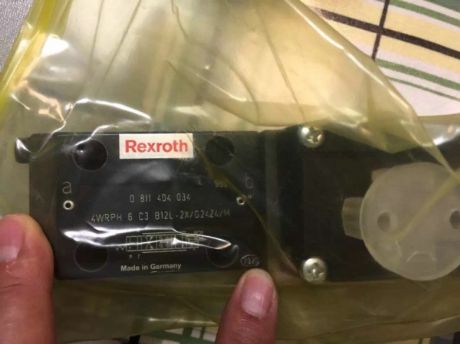 Rexroth
a
b
0 811 404 034
4WRPH 6 C3 B12L-2X/G24Z4/M
Made in Germany